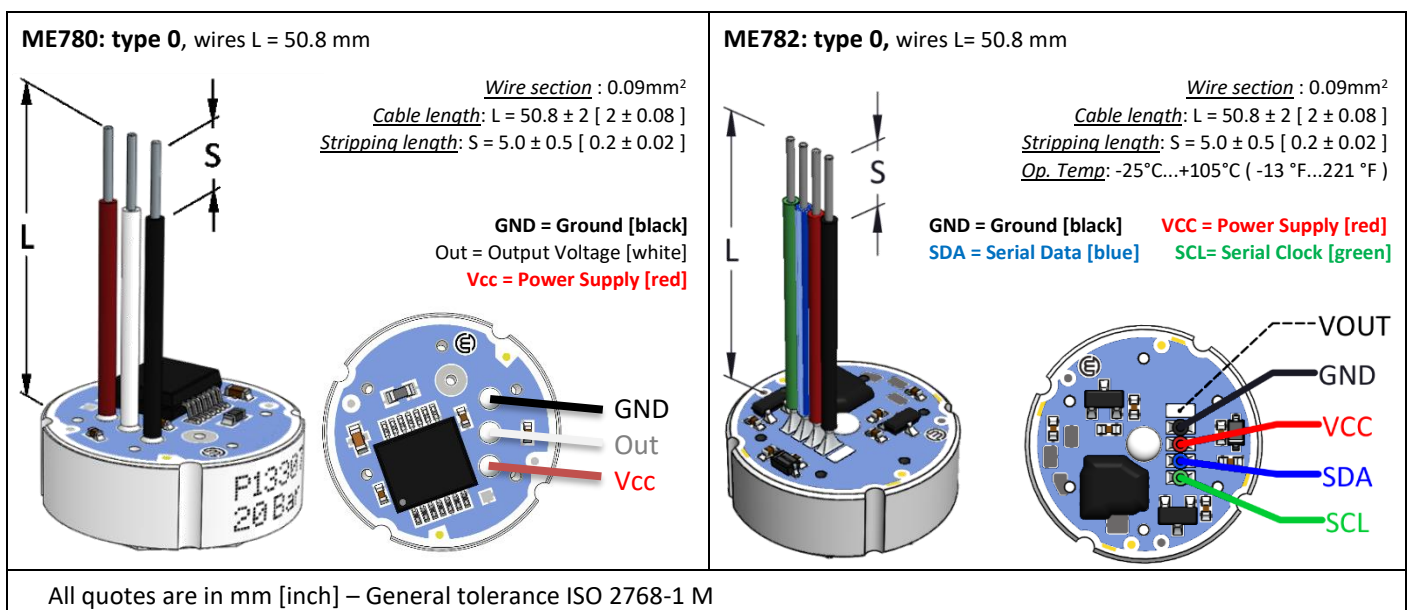 ME780: type 0, wires L = 50.8 mm
Wire section : 0.09mm²
Cable length: L = 50.8 ± 2 [ 2 ± 0.08 ]
Stripping length: S = 5.0 ± 0.5 [ 0.2 ± 0.02 ]
S
L
GND = Ground [black]
Out = Output Voltage [white]
Vcc = Power Supply [red]
GND
Out
Vcc
20 Bar
ME782: type 0, wires L= 50.8 mm
Wire section : 0.09mm²
Cable length: L = 50.8 ± 2 [ 2 ± 0.08 ]
Stripping length: S = 5.0 ± 0.5 [ 0.2 ± 0.02 ]
Op. Temp: -25°C...+105°C ( -13 °F...221 °F )
S
L
GND = Ground [black] VCC = Power Supply [red]
SDA = Serial Data [blue] SCL= Serial Clock [green]
VOUT
GND
VCC
SDA
SCL
All quotes are in mm [inch] – General tolerance ISO 2768-1 M